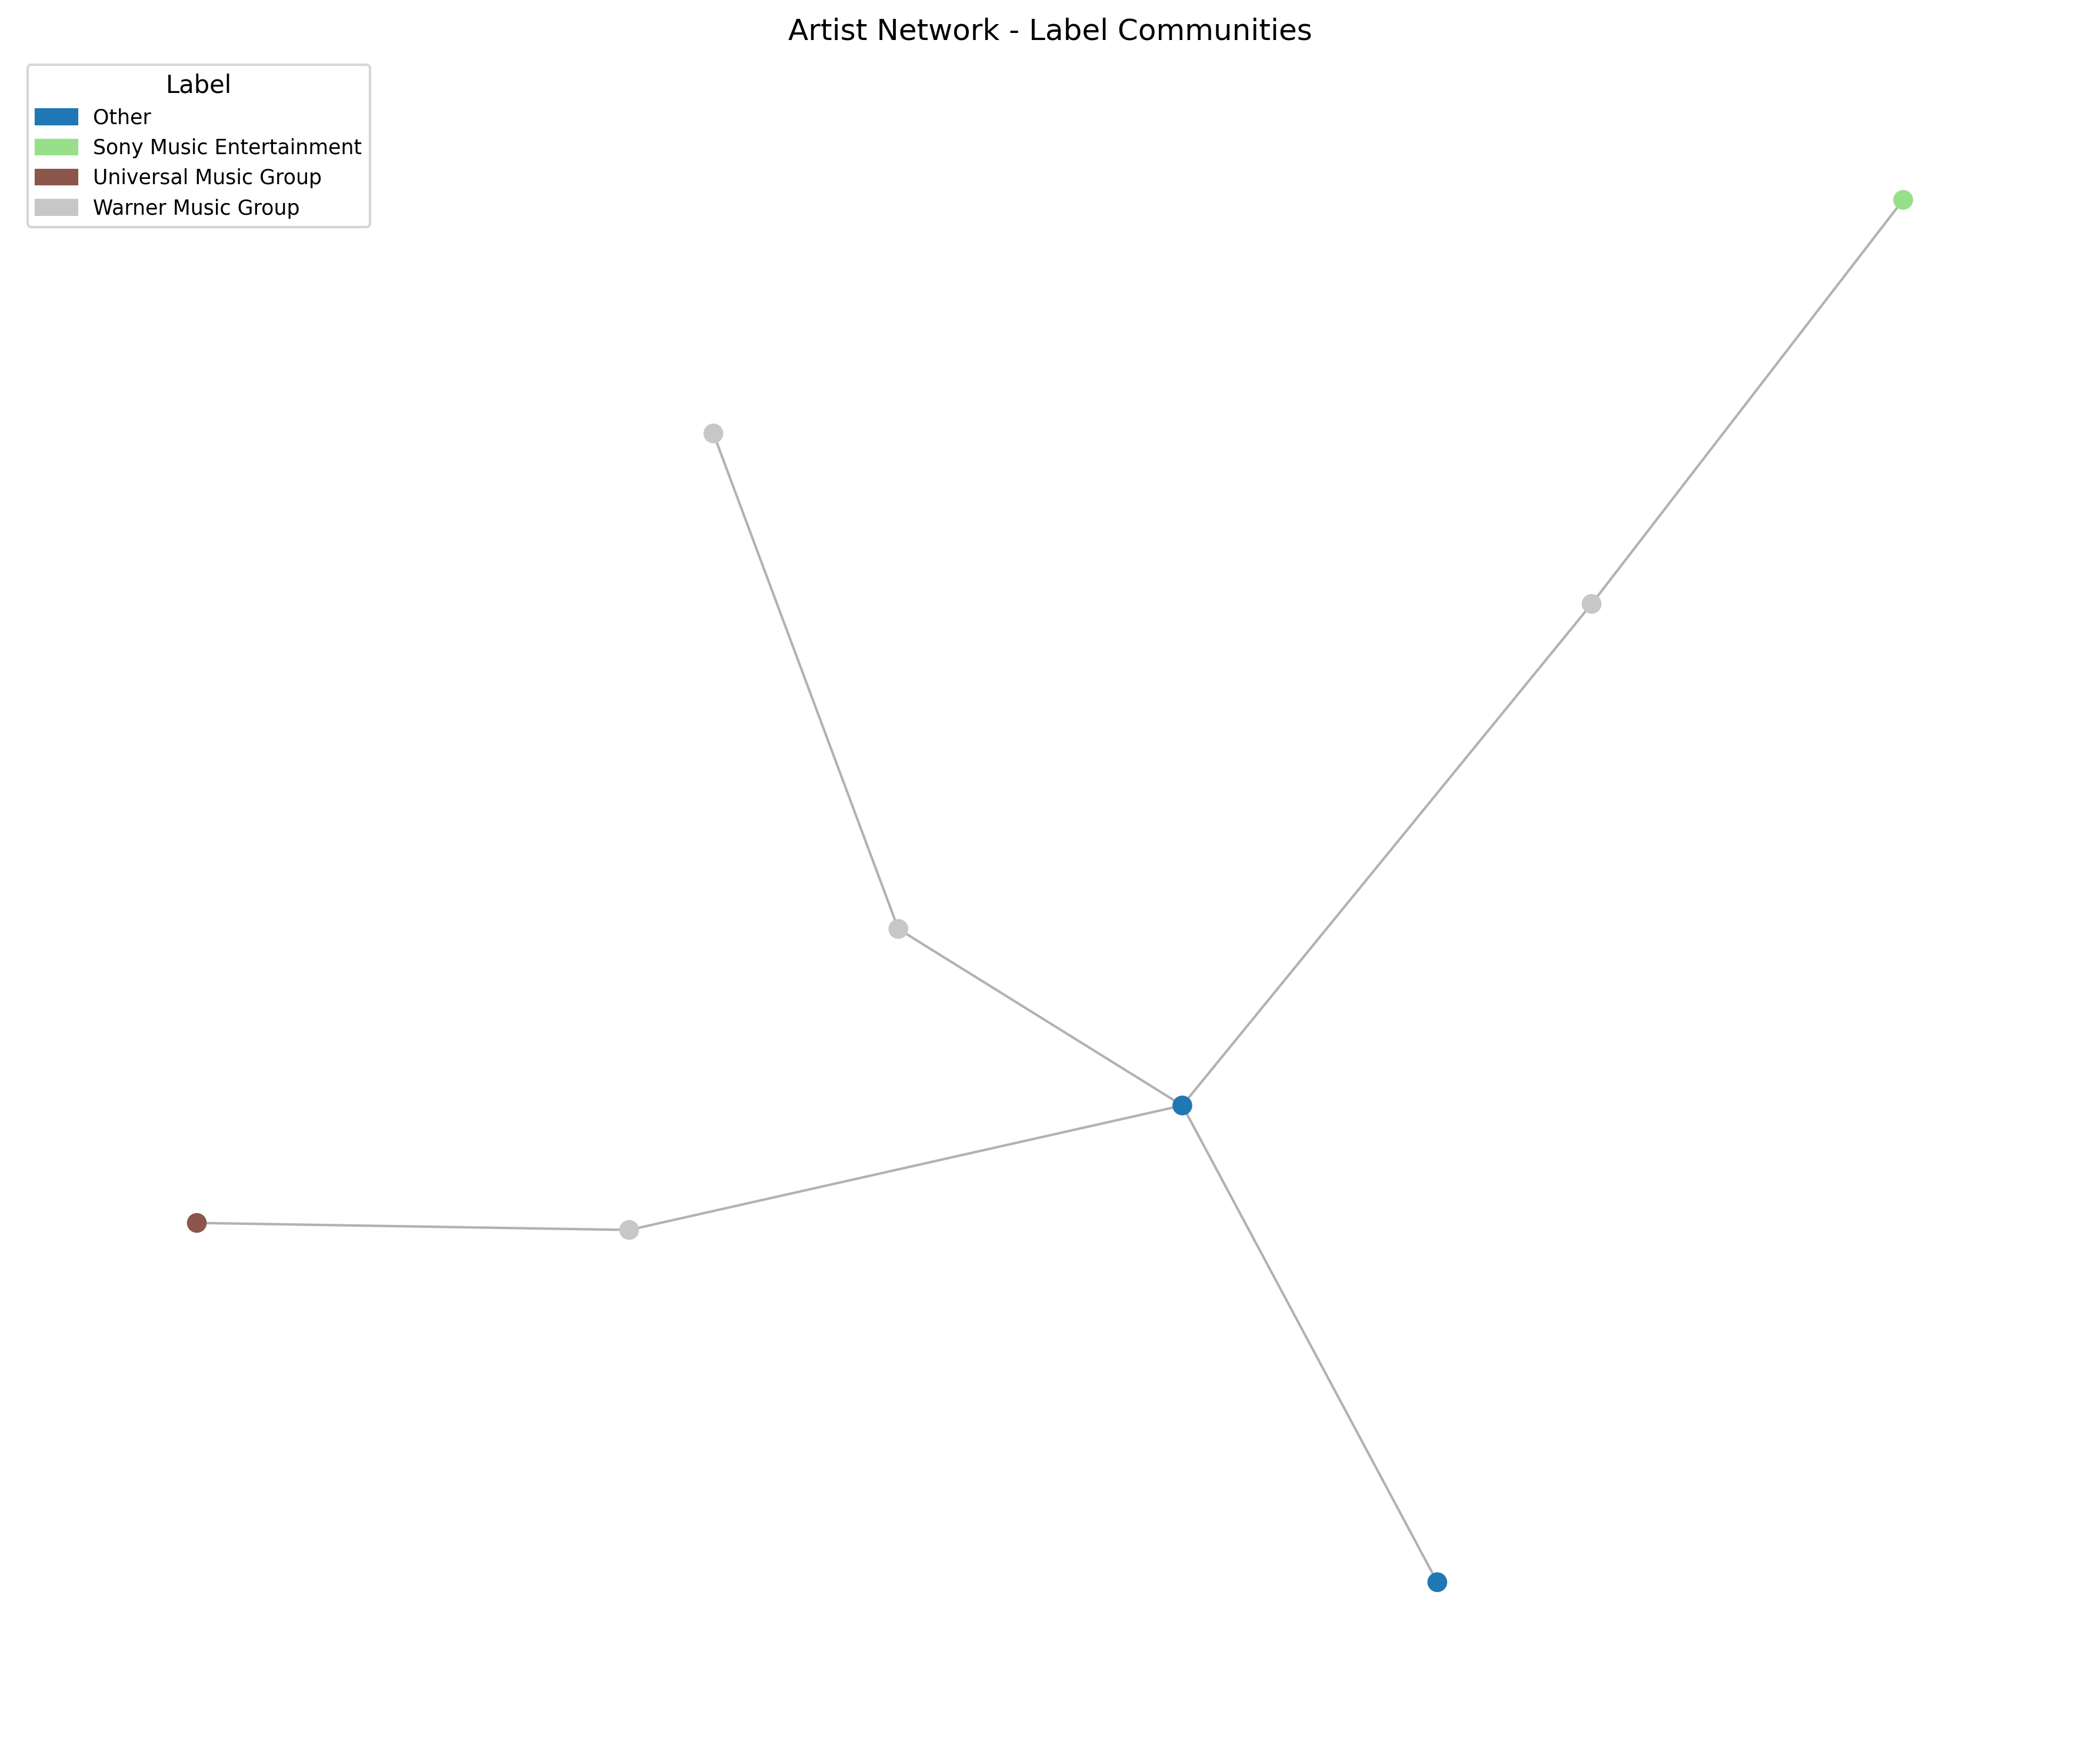 Artist Network - Label Communities
Label
Other
Sony Music Entertainment
Universal Music Group
Warner Music Group